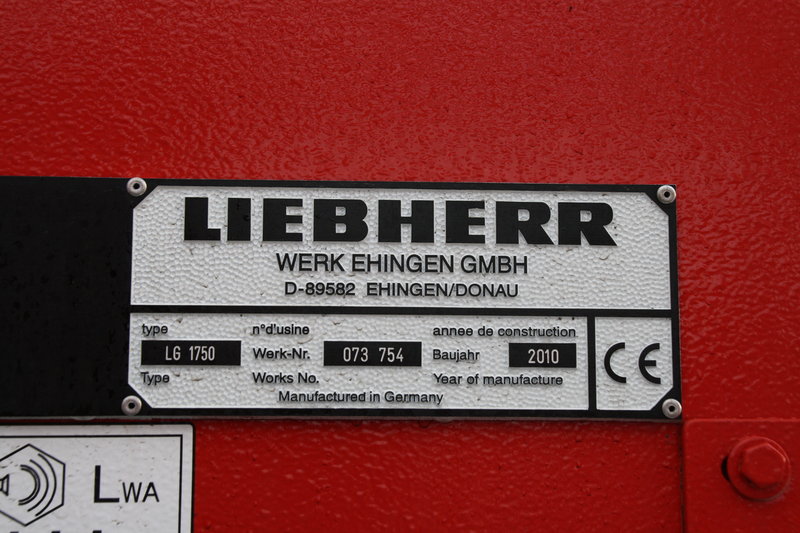 LIEBHERR
WERK EHINGEN GMBH
D-89582 EHINGEN/DONAU
type n°d'usine annee de construction
LG 1750 Werk-Nr. 073 754 Baujahr 2010
Type Works No. Year of manufacture
Manufactured in Germany
CE
LWA